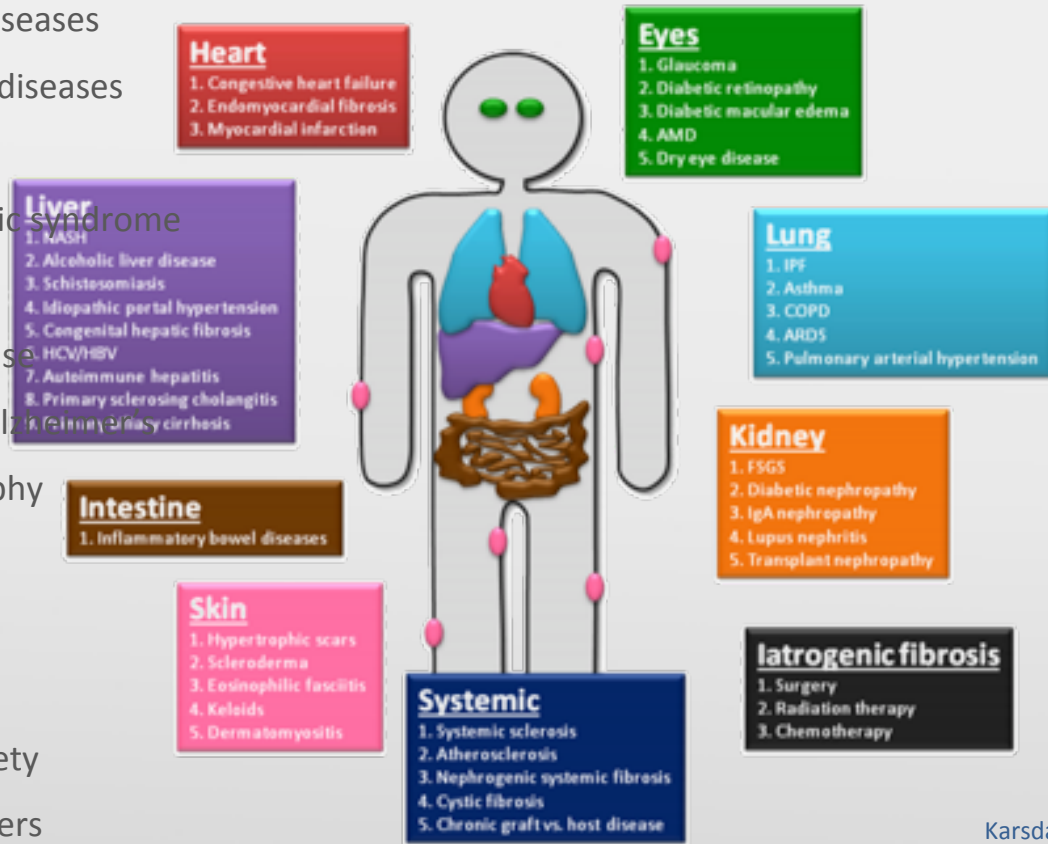 seases
diseases
ic syndrome
se
phy
ety
ers
Heart
1. Congestive heart failure
2. Endomyocardial fibrosis
3. Myocardial infarction
Eyes
1. Glaucoma
2. Diabetic retinopathy
3. Diabetic macular edema
4. AMD
5. Dry eye disease
Liver
1. NASH
2. Alcoholic liver disease
3. Schistosomiasis
4. Idiopathic portal hypertension
5. Congenital hepatic fibrosis
6. HCV/HBV
7. Autoimmune hepatitis
8. Primary sclerosing cholangitis
cirrhosis
Lung
1. IPF
2. Asthma
3. COPD
4. ARDS
5. Pulmonary arterial hypertension
Kidney
1. FSGS
2. Diabetic nephropathy
3. IgA nephropathy
4. Lupus nephritis
5. Transplant nephropathy
Intestine
1. Inflammatory bowel diseases
Skin
1. Hypertrophic scars
2. Scleroderma
3. Eosinophilic fasciitis
4. Keloids
5. Dermatomyositis
Iatrogenic fibrosis
1. Surgery
2. Radiation therapy
3. Chemotherapy
Systemic
1. Systemic sclerosis
2. Atherosclerosis
3. Nephrogenic systemic fibrosis
4. Cystic fibrosis
5. Chronic graft vs. host disease
Karsda